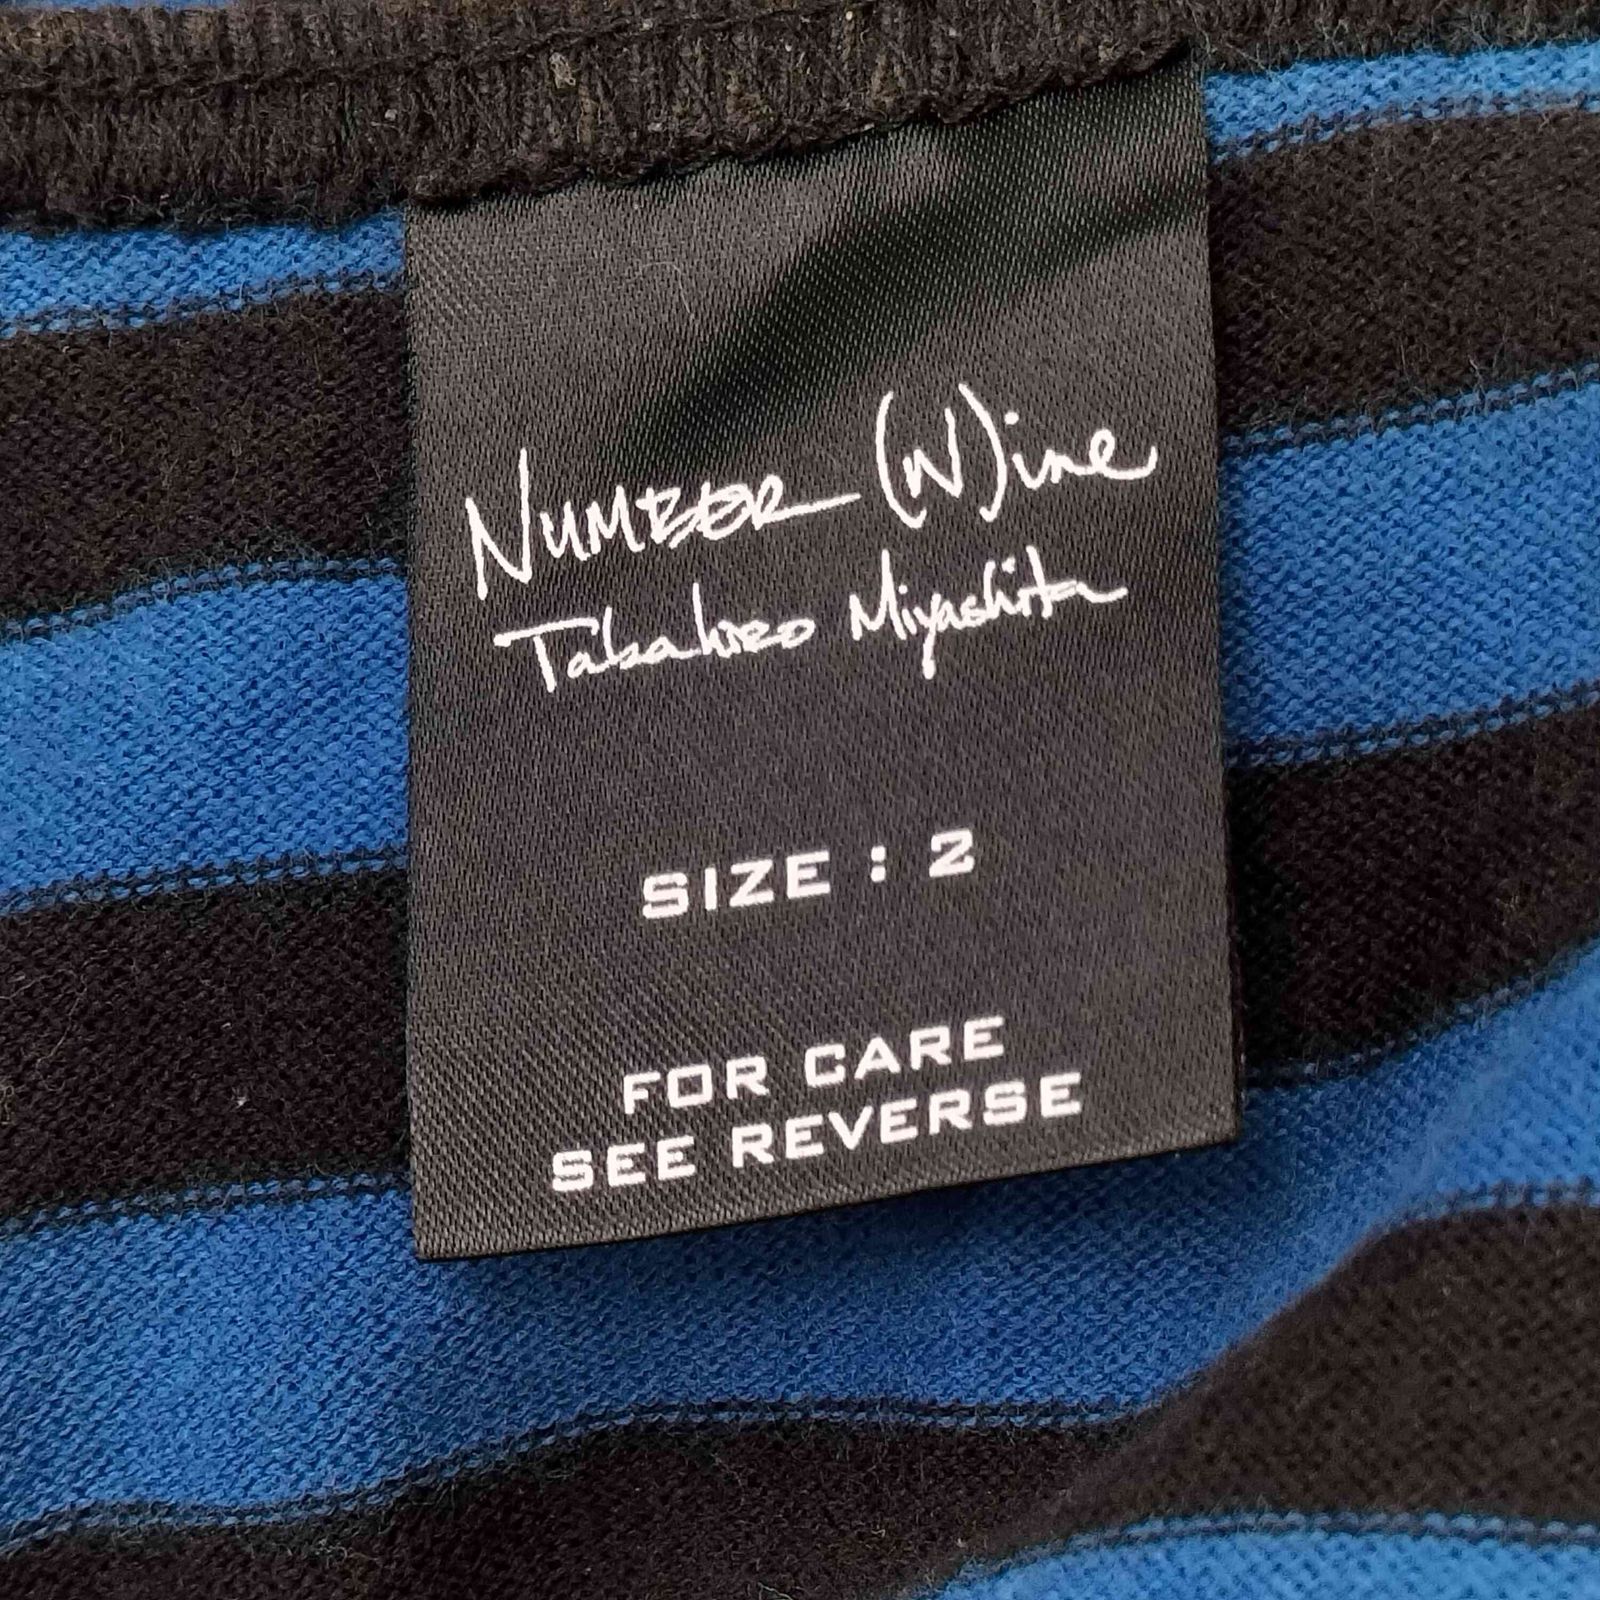 NUMBER (N)ine
Takahiro Miyashita
SIZE : 2
FOR CARE
SEE REVERSE